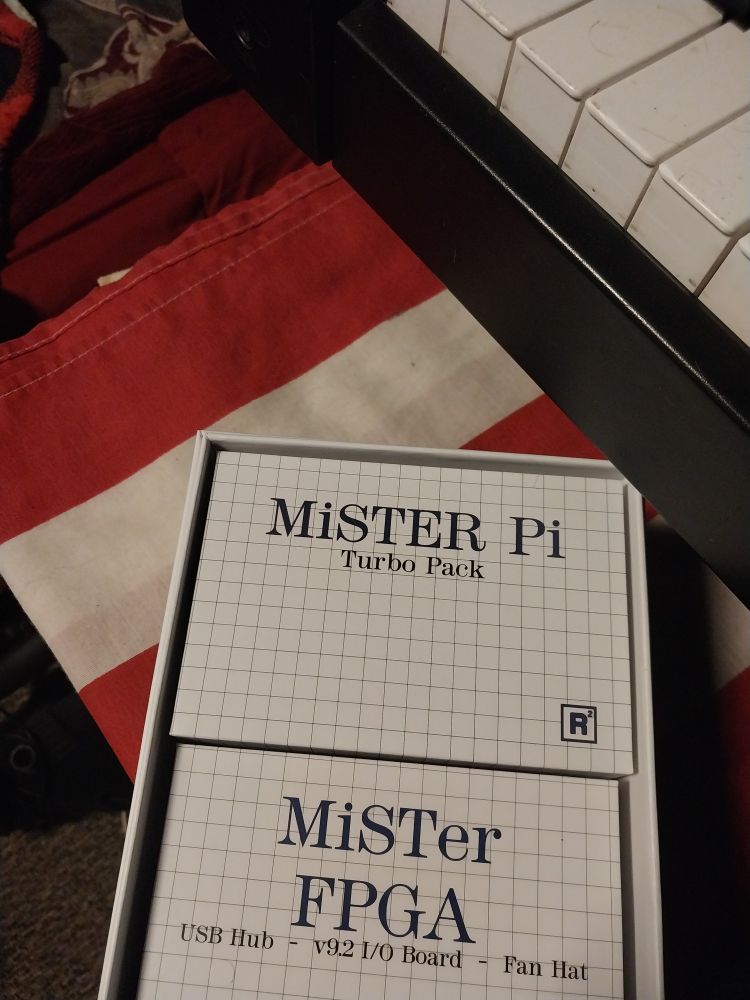 MiSTER Pi
Turbo Pack
R²
MiSTer
FPGA
USB Hub - v9.2 I/O Board - Fan Hat